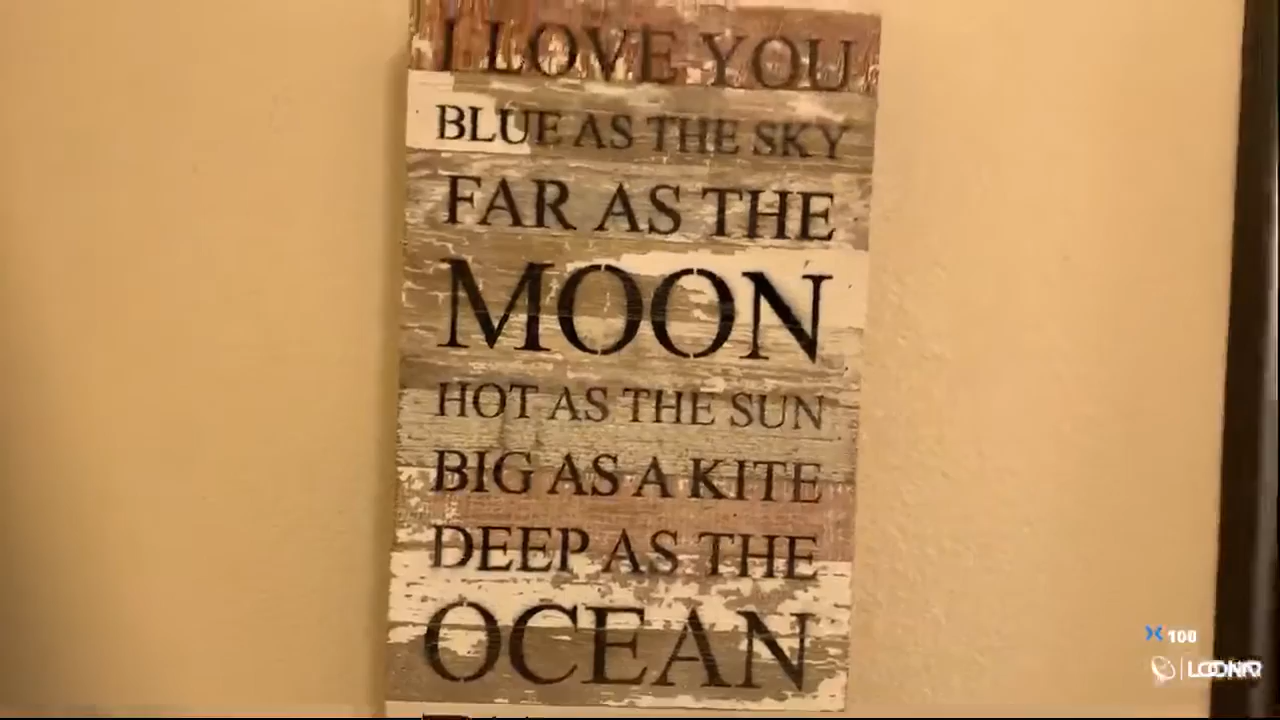 I LOVE YOU
BLUE AS THE SKY
FAR AS THE
MOON
HOT AS THE SUN
BIG AS A KITE
DEEP AS THE
OCEAN
100